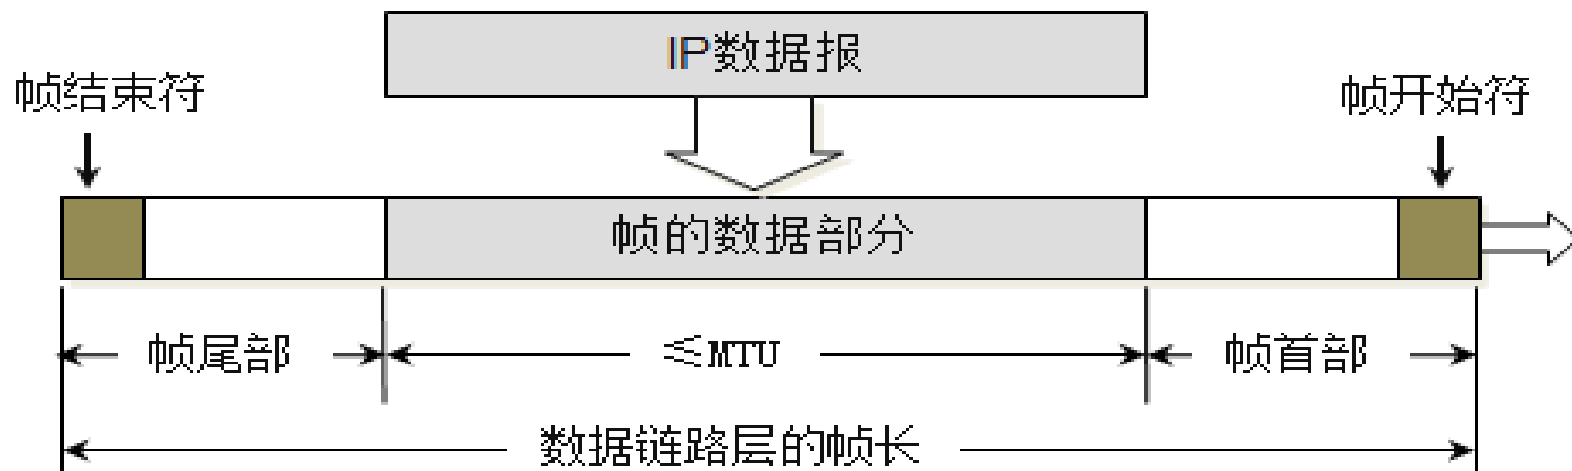 IP数据报
帧结束符
帧开始符
帧的数据部分
帧尾部
≤MTU
帧首部
数据链路层的帧长